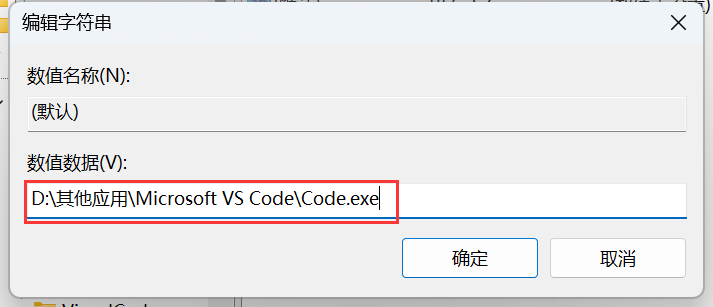 编辑字符串
数值名称(N):
(默认)
数值数据(V):
D:\其他应用\Microsoft VS Code\Code.exe
确定
取消